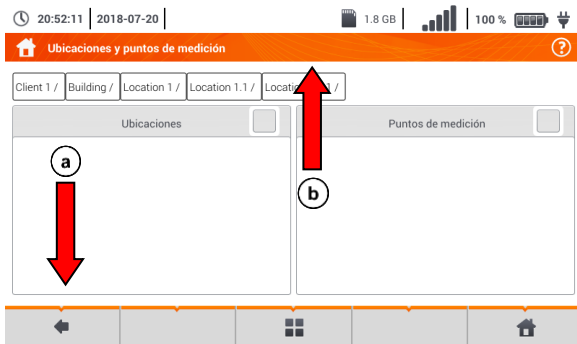 20:52:11 2018-07-20 1.8 GB 100 %
Ubicaciones y puntos de medición ?
Client 1 / Building / Location 1 / Location 1.1 / 1 /
Ubicaciones Puntos de medición
a
b